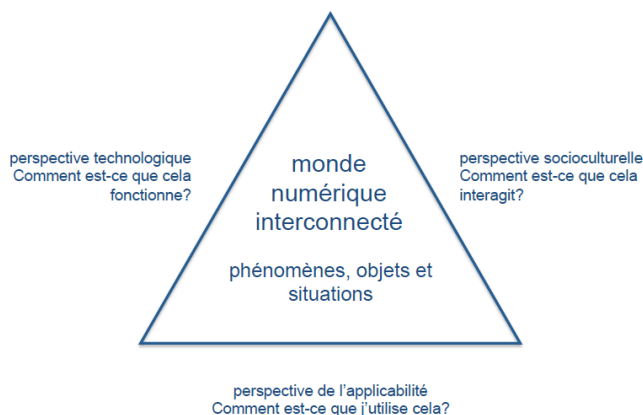 perspective technologique
Comment est-ce que cela
fonctionne?
monde
numérique
interconnecté
phénomènes, objets et
situations
perspective socioculturelle
Comment est-ce que cela
interagit?
perspective de l'applicabilité
Comment est-ce que j'utilise cela?